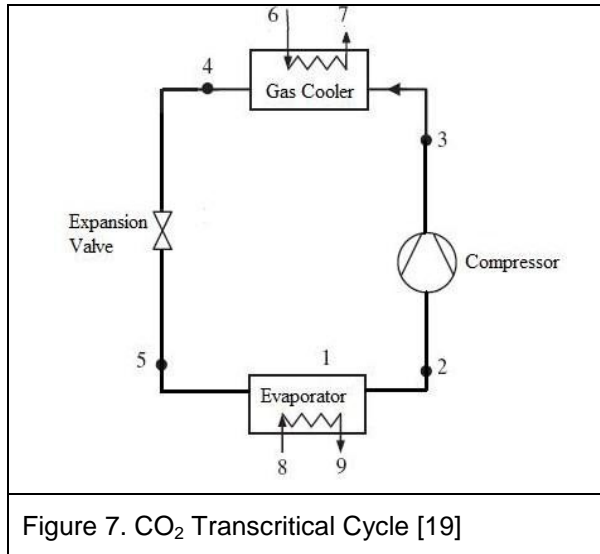 6 7
4
Gas Cooler
3
Expansion
Valve
Compressor
5
1
2
Evaporator
8 9
Figure 7. CO₂ Transcritical Cycle [19]